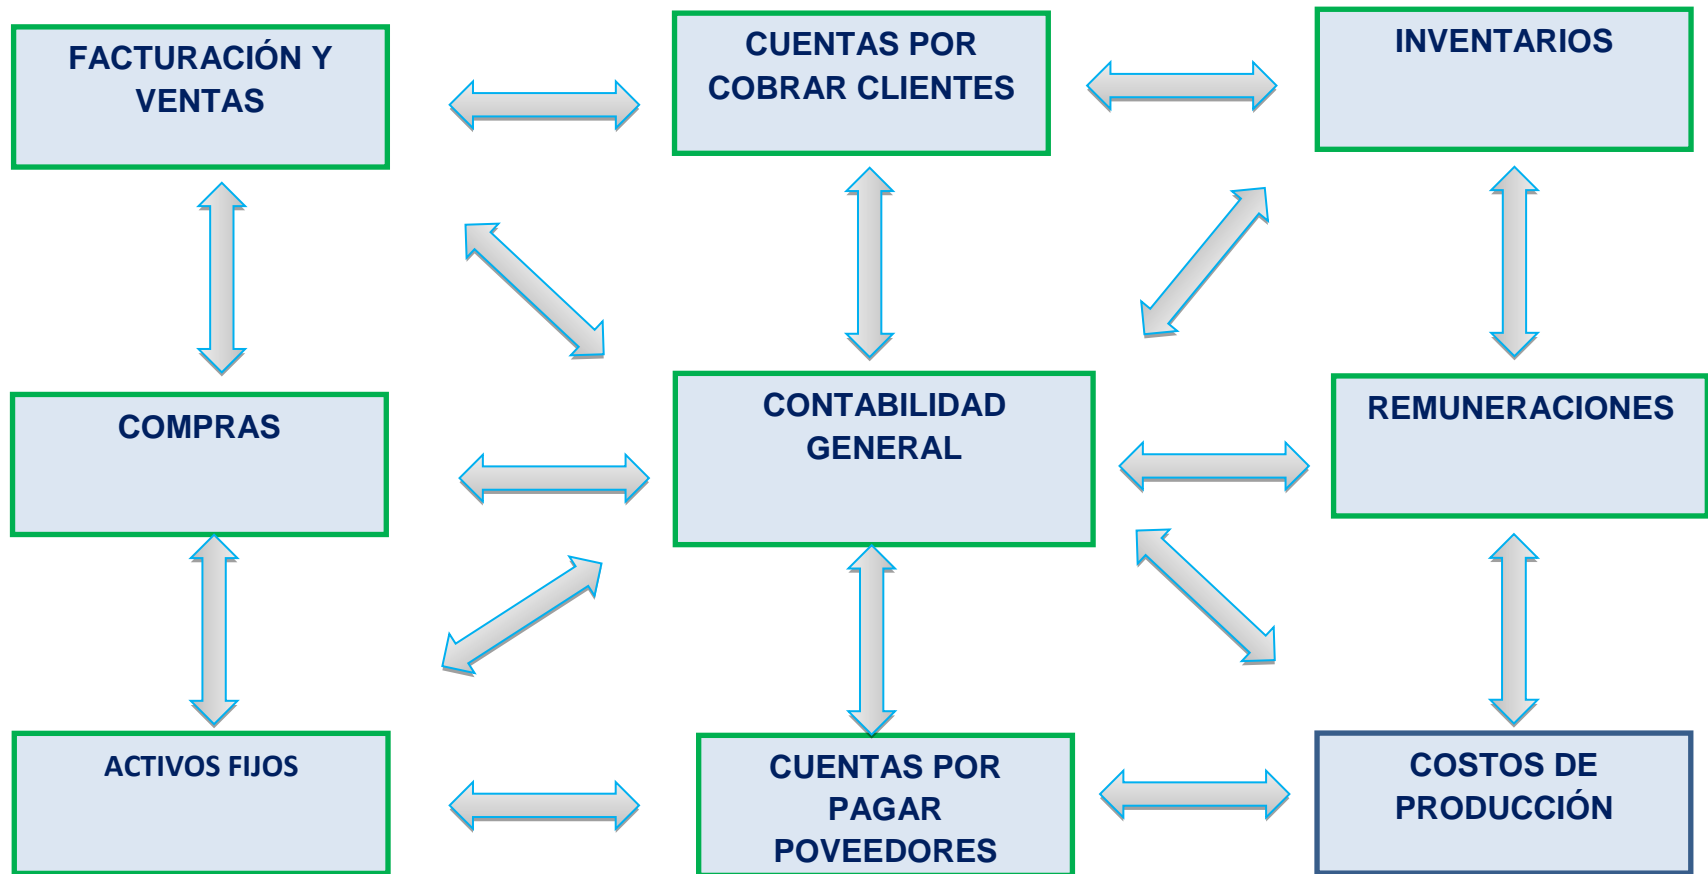 FACTURACIÓN Y
VENTAS
CUENTAS POR
COBRAR CLIENTES
INVENTARIOS
COMPRAS
CONTABILIDAD
GENERAL
REMUNERACIONES
ACTIVOS FIJOS
CUENTAS POR
PAGAR
POVEEDORES
COSTOS DE
PRODUCCIÓN